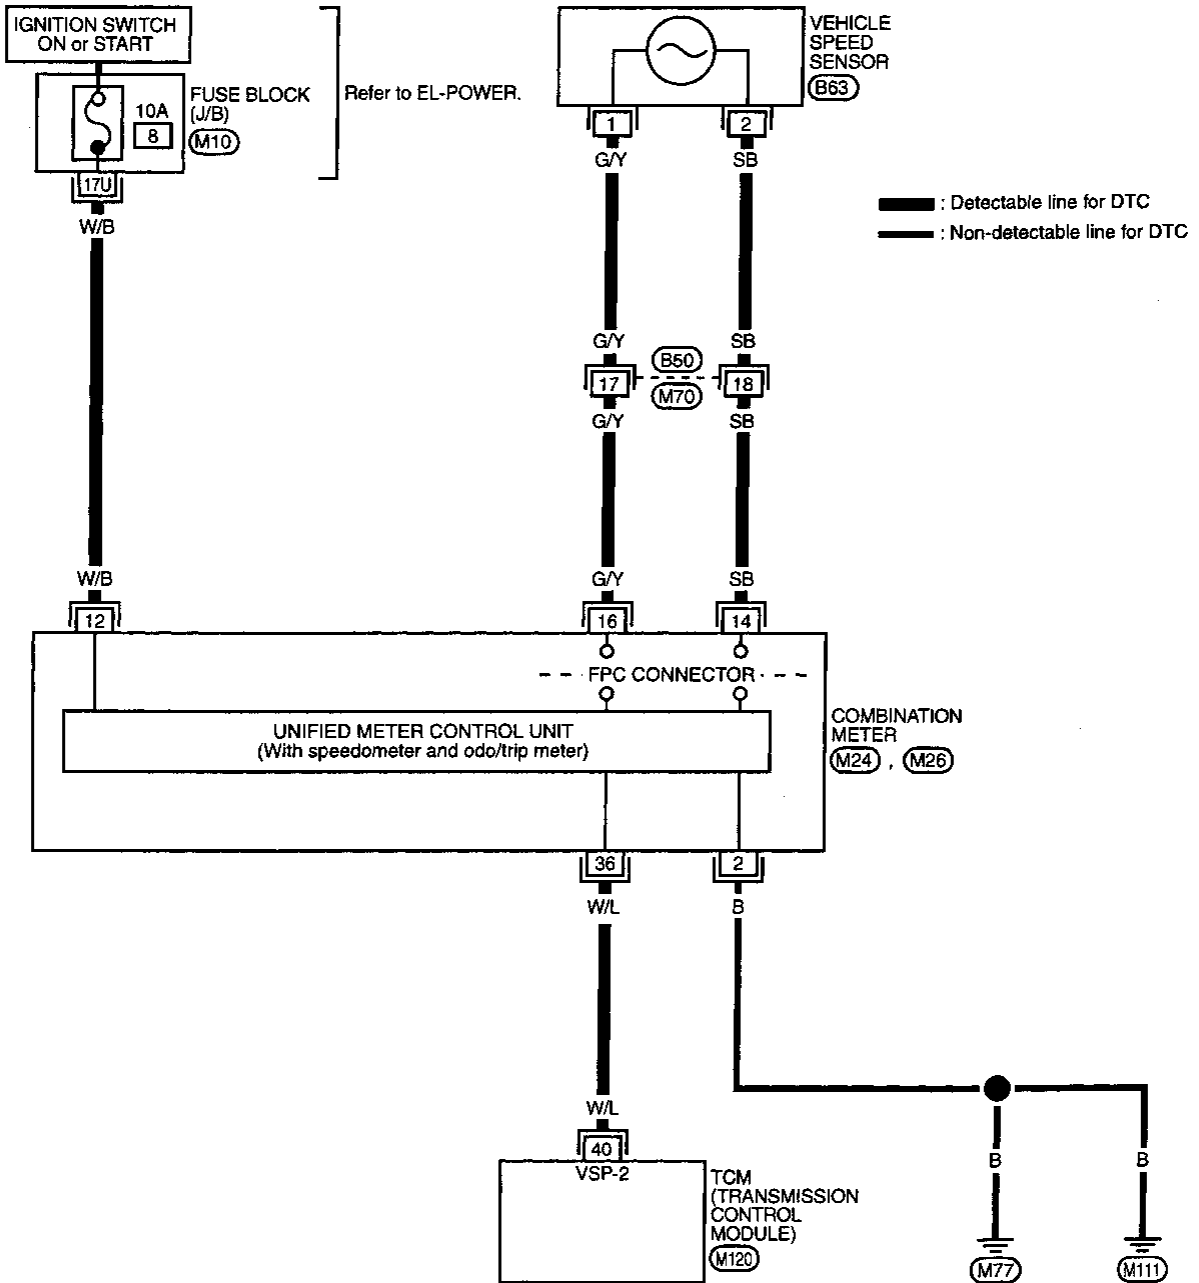 IGNITION SWITCH
ON or START
FUSE BLOCK
(J/B)
M10
10A
8
Refer to EL-POWER.
17U
W/B
VEHICLE
SPEED
SENSOR
B63
1
2
G/Y
SB
: Detectable line for DTC
: Non-detectable line for DTC
G/Y
SB
B50
17
18
M70
G/Y
SB
W/B
G/Y
SB
12
16
14
FPC CONNECTOR
UNIFIED METER CONTROL UNIT
(With speedometer and odo/trip meter)
COMBINATION
METER
M24 , M26
36
2
W/L
B
W/L
40
VSP-2
TCM
(TRANSMISSION
CONTROL
MODULE)
M120
B
B
M77
M111